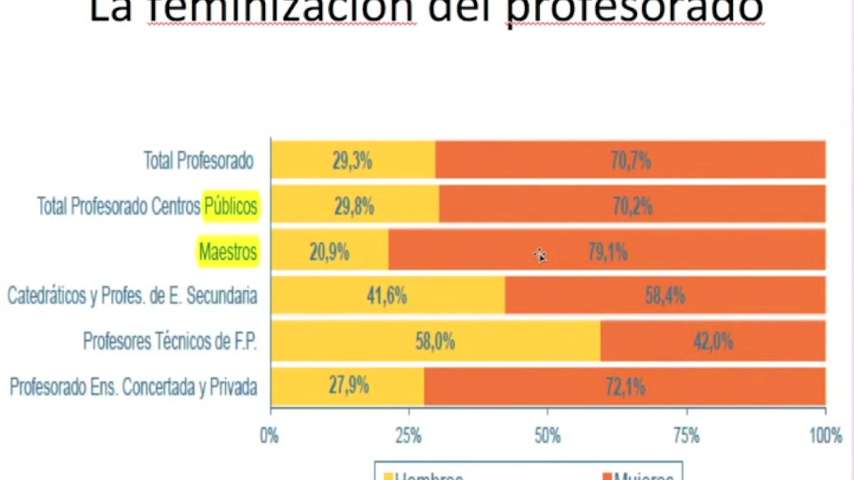 La feminización del profesorado
Total Profesorado 29,3% 70,7%
Total Profesorado Centros Públicos 29,8% 70,2%
Maestros 20,9% 79,1%
Catedráticos y Profes. de E. Secundaria 41,6% 58,4%
Profesores Técnicos de F.P. 58,0% 42,0%
Profesorado Ens. Concertada y Privada 27,9% 72,1%
0% 25% 50% 75% 100%
Hombres Mujeres